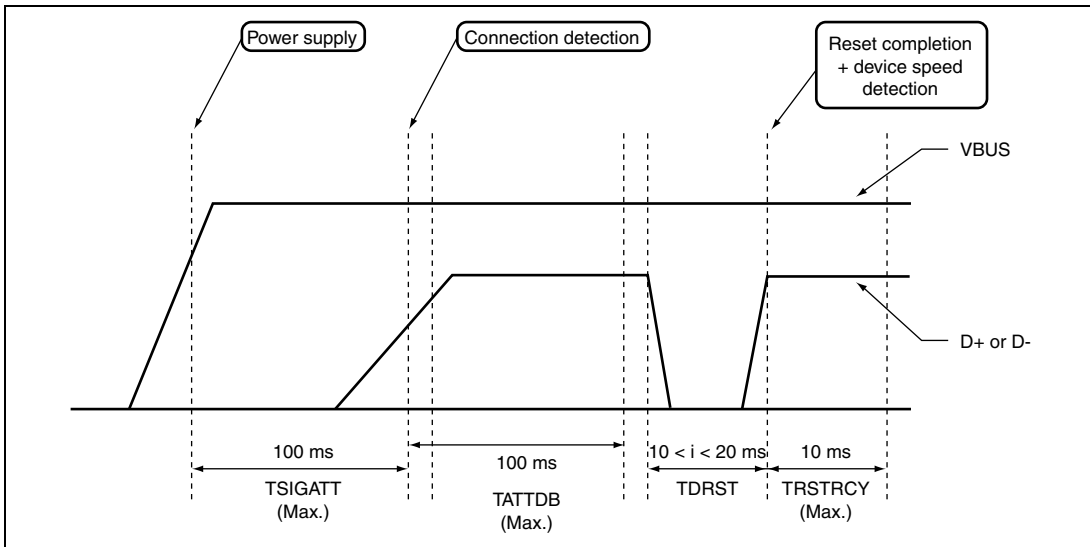 Power supply
Connection detection
Reset completion
+ device speed
detection
VBUS
D+ or D-
100 ms
TSIGATT
(Max.)
100 ms
TATTDB
(Max.)
10 < i < 20 ms
TDRST
10 ms
TRSTRCY
(Max.)